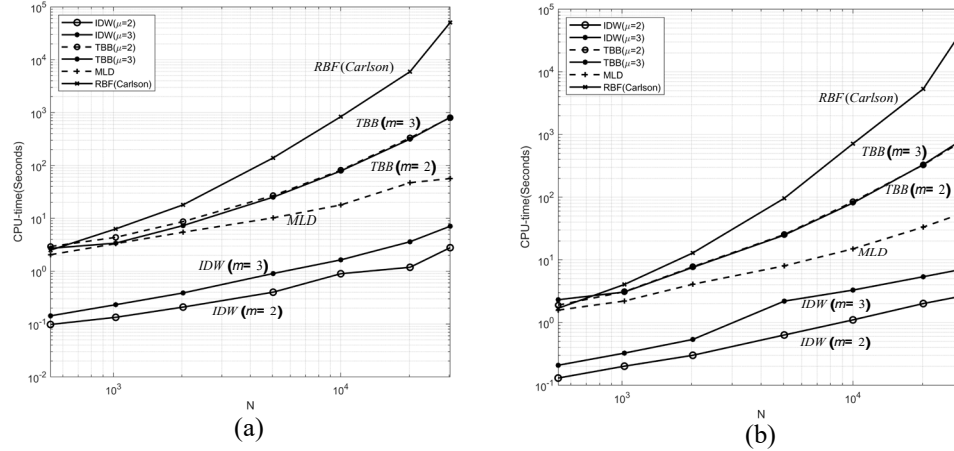 IDW(μ=2)
IDW(μ=3)
TBB(μ=2)
TBB(μ=3)
MLD
RBF(Carlson)
RBF(Carlson)
TBB (m= 3)
TBB (m= 2)
MLD
IDW (m= 3)
IDW (m= 2)
CPU-time(Seconds)
10^5
10^4
10^3
10^2
10^1
10^0
10^-1
10^-2
10^3
10^4
N
(a)
IDW(μ=2)
IDW(μ=3)
TBB(μ=2)
TBB(μ=3)
MLD
RBF(Carlson)
RBF(Carlson)
TBB (m= 3)
TBB (m= 2)
MLD
IDW (m= 3)
IDW (m= 2)
CPU-time(Seconds)
10^5
10^4
10^3
10^2
10^1
10^0
10^-1
10^3
10^4
N
(b)